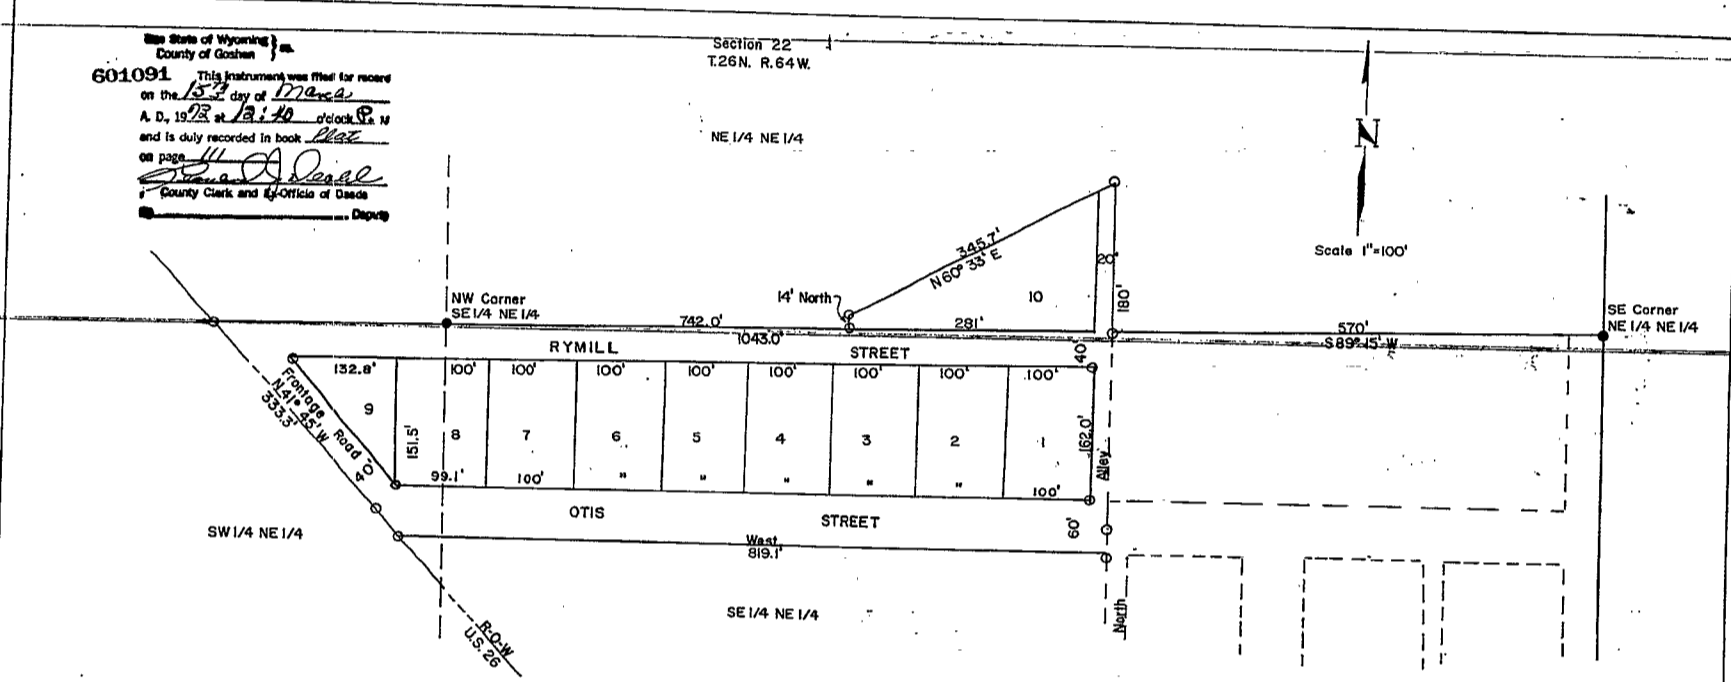 The State of Wyoming } ss.
County of Goshen
601091 This instrument was filed for record
on the 15th day of March
A. D., 1972 at 12:40 o'clock P. M
and is duly recorded in book Plat
on page 111
County Clerk and Ex-Officio of Deeds
Deputy
Section 22
T.26N. R.64W.
NE 1/4 NE 1/4
N
Scale 1"=100'
345.7'
N 60° 33' E
20'
180'
10
14' North
281'
NW Corner
SE 1/4 NE 1/4
742.0'
1043.0'
570'
S 89° 15' W
SE Corner
NE 1/4 NE 1/4
RYMILL STREET
40'
132.8' 100' 100' 100' 100' 100' 100' 100' 100'
Frontage Road 40'
N 41° 45' W
333.3'
9 8 7 6 5 4 3 2 1
151.5'
162.0'
Alley
99.1' 100' " " " " " 100'
OTIS STREET
60'
West
819.1'
SW 1/4 NE 1/4
SE 1/4 NE 1/4
North
R-O-W
U.S. 26